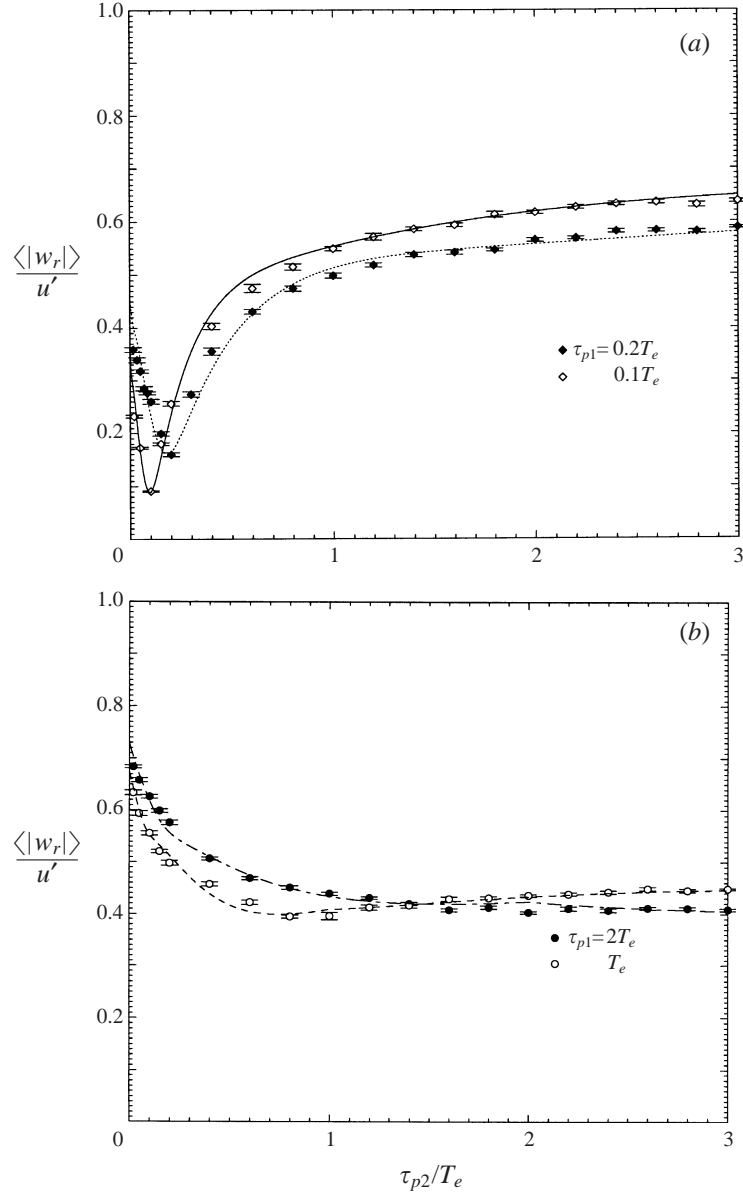 1.0
(a)
0.8
0.6
⟨|w_r|⟩
u′
0.4
τ_p1 = 0.2T_e
0.1T_e
0.2
0
1
2
3
1.0
(b)
0.8
0.6
⟨|w_r|⟩
u′
0.4
τ_p1 = 2T_e
T_e
0.2
0
1
2
3
τ_p2/T_e